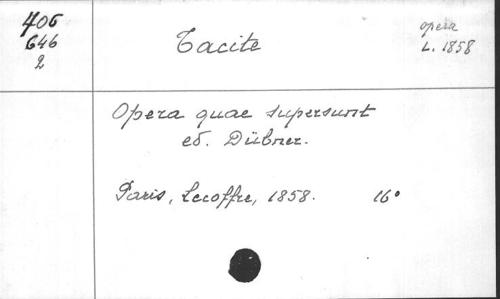 406
646
2
Tacite
opera
L. 1858
Opera quae supersunt
ed. Dübner.
Paris, Lecoffre, 1858. 16°